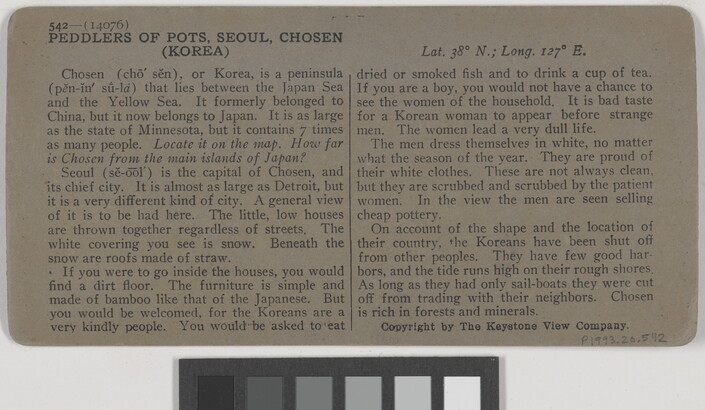 542—(14076)
PEDDLERS OF POTS, SEOUL, CHOSEN
(KOREA)
Lat. 38° N.; Long. 127° E.
Chosen (chō′ sĕn), or Korea, is a peninsula
(pĕn-ĭn′ sû-lȧ) that lies between the Japan Sea
and the Yellow Sea. It formerly belonged to
China, but it now belongs to Japan. It is as large
as the state of Minnesota, but it contains 7 times
as many people. Locate it on the map. How far
is Chosen from the main islands of Japan?
Seoul (sĕ-o͞ol′) is the capital of Chosen, and
its chief city. It is almost as large as Detroit, but
it is a very different kind of city. A general view
of it is to be had here. The little, low houses
are thrown together regardless of streets. The
white covering you see is snow. Beneath the
snow are roofs made of straw.
If you were to go inside the houses, you would
find a dirt floor. The furniture is simple and
made of bamboo like that of the Japanese. But
you would be welcomed, for the Koreans are a
very kindly people. You would be asked to eat
dried or smoked fish and to drink a cup of tea.
If you are a boy, you would not have a chance to
see the women of the household. It is bad taste
for a Korean woman to appear before strange
men. The women lead a very dull life.
The men dress themselves in white, no matter
what the season of the year. They are proud of
their white clothes. These are not always clean,
but they are scrubbed and scrubbed by the patient
women. In the view the men are seen selling
cheap pottery.
On account of the shape and the location of
their country, the Koreans have been shut off
from other peoples. They have few good har-
bors, and the tide runs high on their rough shores.
As long as they had only sail-boats they were cut
off from trading with their neighbors. Chosen
is rich in forests and minerals.
Copyright by The Keystone View Company.
P.1993.20.542